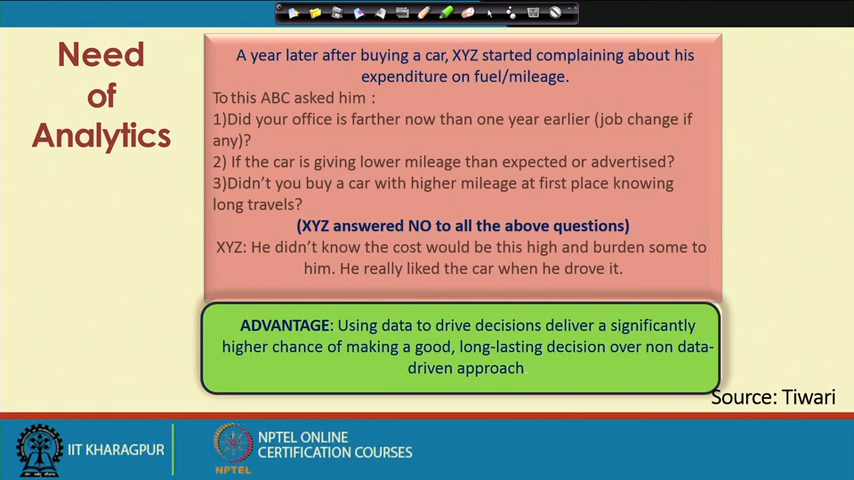 Need
of
Analytics
A year later after buying a car, XYZ started complaining about his
expenditure on fuel/mileage.
To this ABC asked him :
1)Did your office is farther now than one year earlier (job change if
any)?
2) If the car is giving lower mileage than expected or advertised?
3)Didn't you buy a car with higher mileage at first place knowing
long travels?
(XYZ answered NO to all the above questions)
XYZ: He didn't know the cost would be this high and burden some to
him. He really liked the car when he drove it.
ADVANTAGE: Using data to drive decisions deliver a significantly
higher chance of making a good, long-lasting decision over non data-
driven approach.
Source: Tiwari
IIT KHARAGPUR
NPTEL
NPTEL ONLINE
CERTIFICATION COURSES